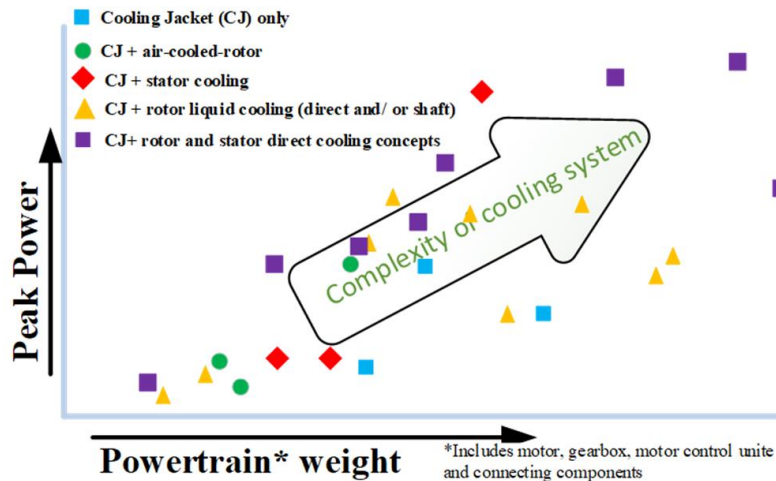 Cooling Jacket (CJ) only
CJ + air-cooled-rotor
CJ + stator cooling
CJ + rotor liquid cooling (direct and/ or shaft)
CJ+ rotor and stator direct cooling concepts
Complexity of cooling system
Peak Power
Powertrain* weight
*Includes motor, gearbox, motor control unite
and connecting components